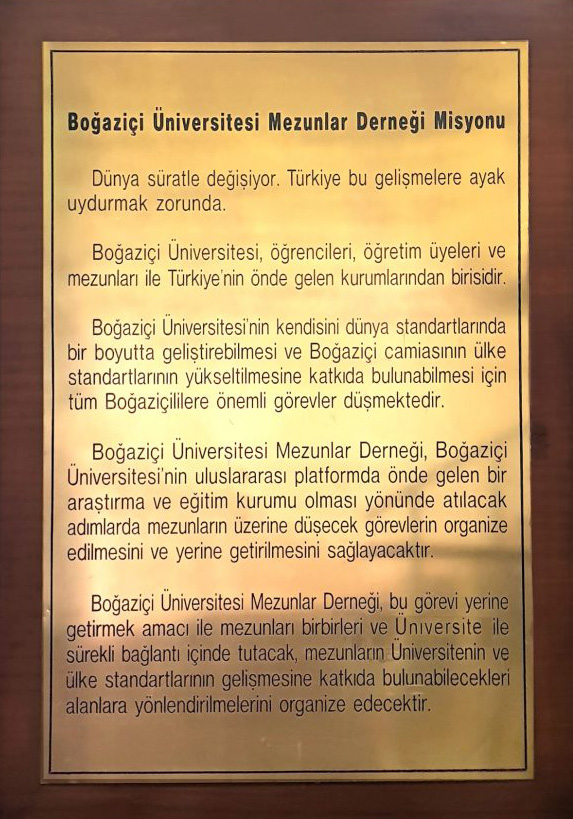 Boğaziçi Üniversitesi Mezunlar Derneği Misyonu
Dünya süratle değişiyor. Türkiye bu gelişmelere ayak
uydurmak zorunda.
Boğaziçi Üniversitesi, öğrencileri, öğretim üyeleri ve
mezunları ile Türkiye'nin önde gelen kurumlarından birisidir.
Boğaziçi Üniversitesi'nin kendisini dünya standartlarında
bir boyutta geliştirebilmesi ve Boğaziçi camiasının ülke
standartlarının yükseltilmesine katkıda bulunabilmesi için
tüm Boğaziçililere önemli görevler düşmektedir.
Boğaziçi Üniversitesi Mezunlar Derneği, Boğaziçi
Üniversitesi'nin uluslararası platformda önde gelen bir
araştırma ve eğitim kurumu olması yönünde atılacak
adımlarda mezunların üzerine düşecek görevlerin organize
edilmesini ve yerine getirilmesini sağlayacaktır.
Boğaziçi Üniversitesi Mezunlar Derneği, bu görevi yerine
getirmek amacı ile mezunları birbirleri ve Üniversite ile
sürekli bağlantı içinde tutacak, mezunların Üniversitenin ve
ülke standartlarının gelişmesine katkıda bulunabilecekleri
alanlara yönlendirilmelerini organize edecektir.